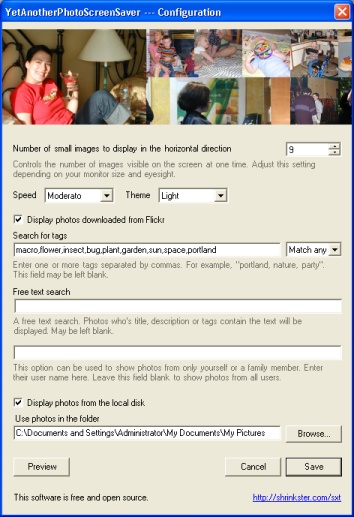 YetAnotherPhotoScreenSaver --- Configuration
Number of small images to display in the horizontal direction
9
Controls the number of images visible on the screen at one time. Adjust this setting
depending on your monitor size and eyesight.
Speed Moderato Theme Light
Display photos downloaded from Flickr
Search for tags
macro,flower,insect,bug,plant,garden,sun,space,portland Match any
Enter one or more tags separated by commas. For example, "portland, nature, party".
This field may be left blank.
Free text search
A free text search. Photos who's title, description or tags contain the text will be
displayed. May be left blank.
This option can be used to show photos from only yourself or a family member. Enter
their user name here. Leave this field blank to show photos from all users.
Display photos from the local disk
Use photos in the folder
C:\Documents and Settings\Administrator\My Documents\My Pictures Browse...
Preview Cancel Save
This software is free and open source. http://shrinkster.com/sxt